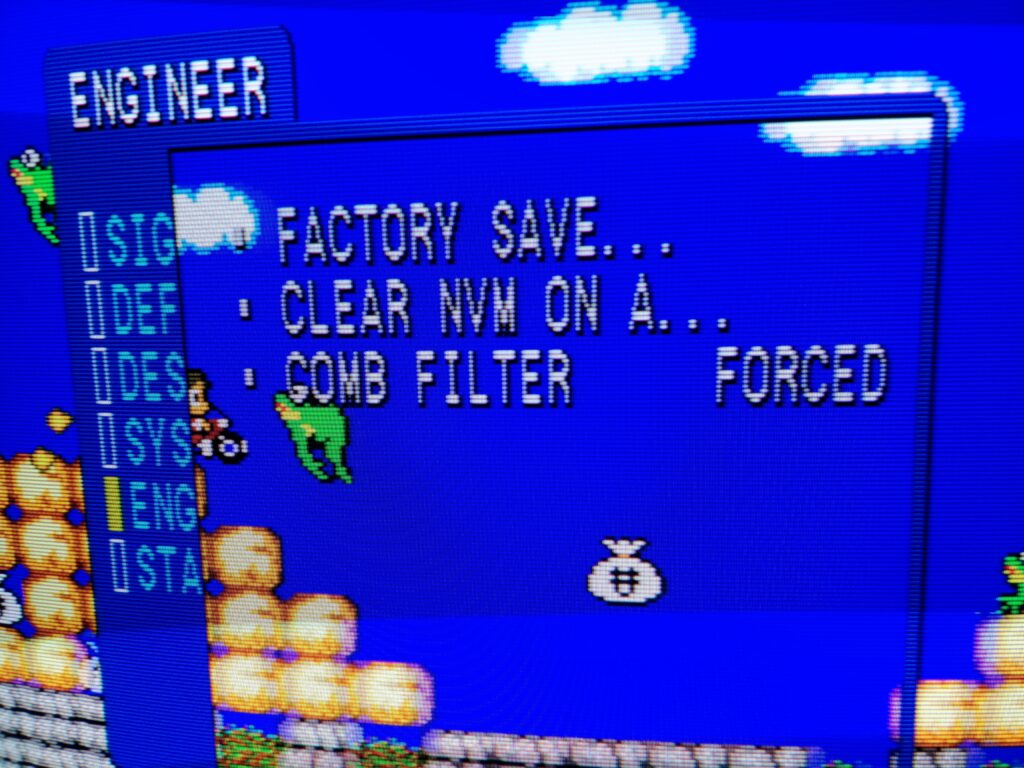 ENGINEER
FACTORY SAVE...
CLEAR NVM ON A...
COMB FILTER FORCED
SIG
DEF
DES
SYS
ENG
STA